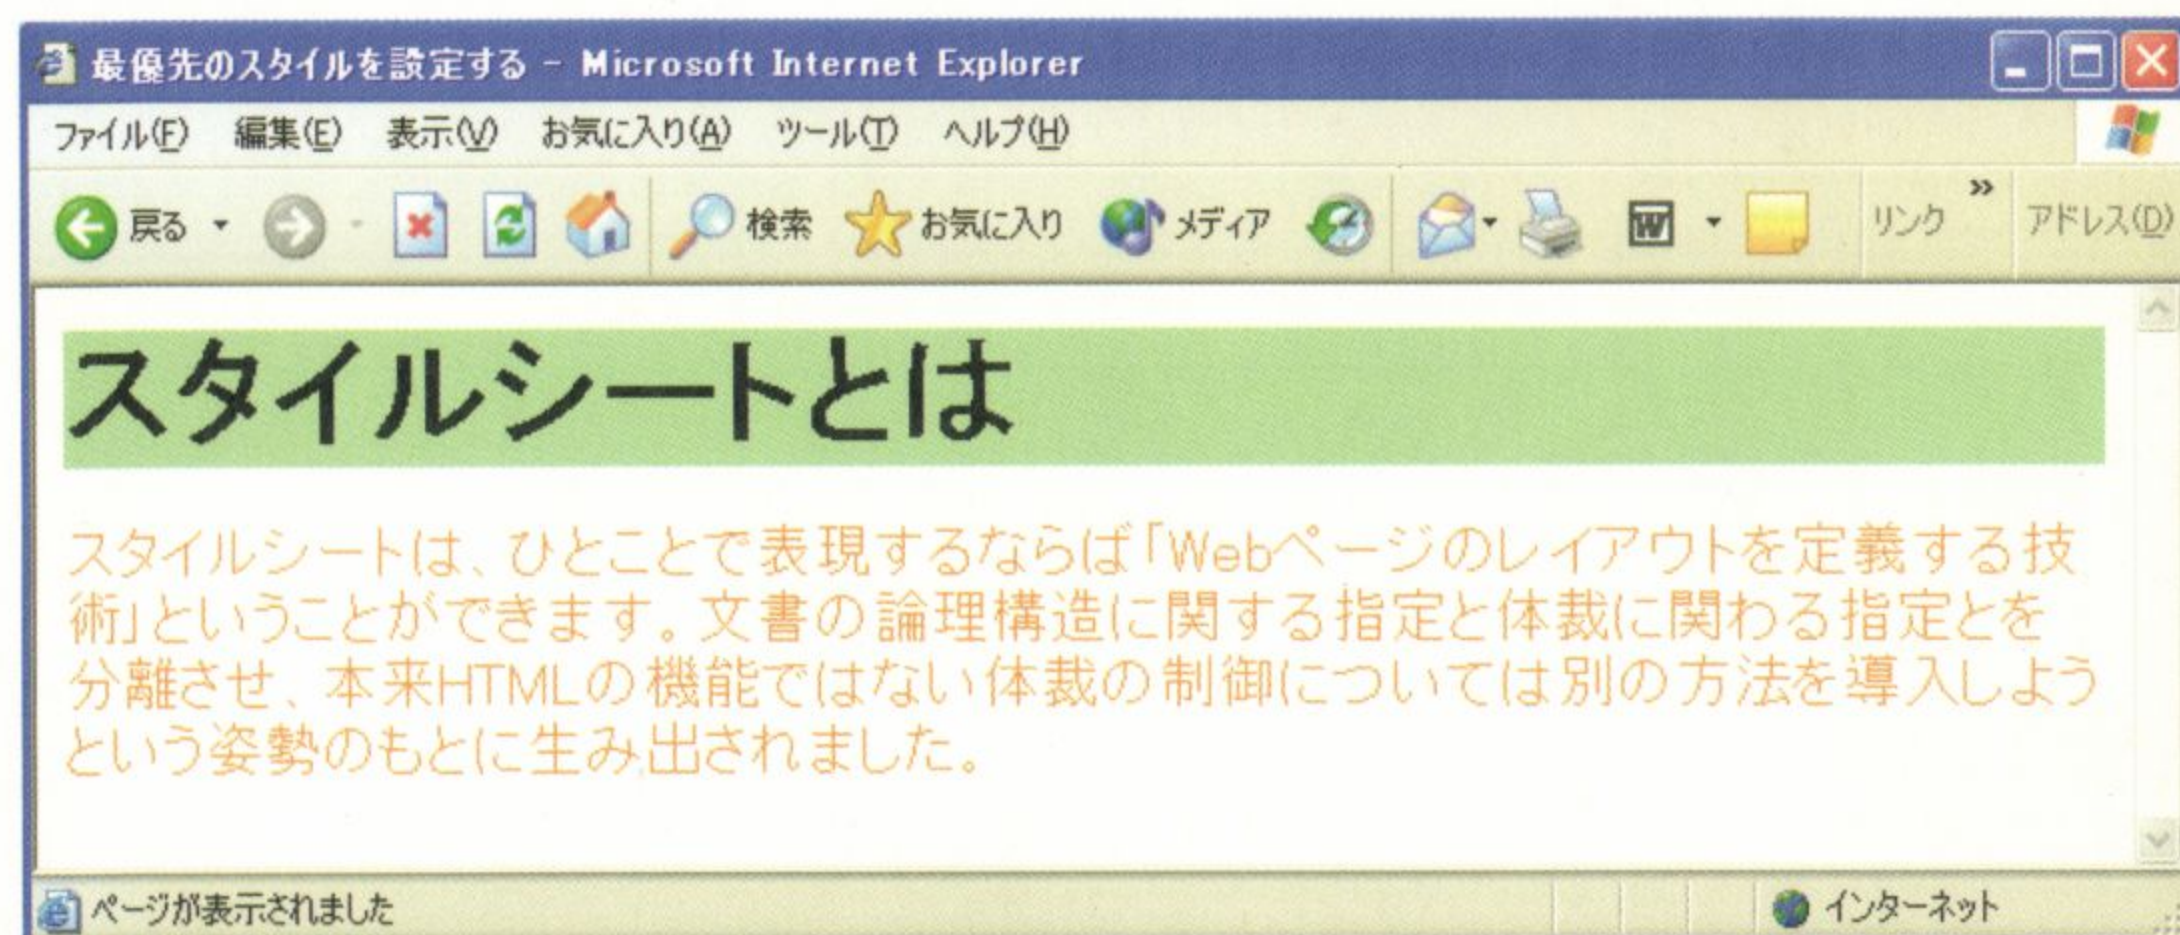 最優先のスタイルを設定する - Microsoft Internet Explorer
ファイル(F) 編集(E) 表示(V) お気に入り(A) ツール(T) ヘルプ(H)
戻る 検索 お気に入り メディア W リンク » アドレス(D)
スタイルシートとは
スタイルシートは、ひとことで表現するならば「Webページのレイアウトを定義する技
術」ということができます。文書の論理構造に関する指定と体裁に関わる指定とを
分離させ、本来HTMLの機能ではない体裁の制御については別の方法を導入しよう
という姿勢のもとに生み出されました。
ページが表示されました インターネット